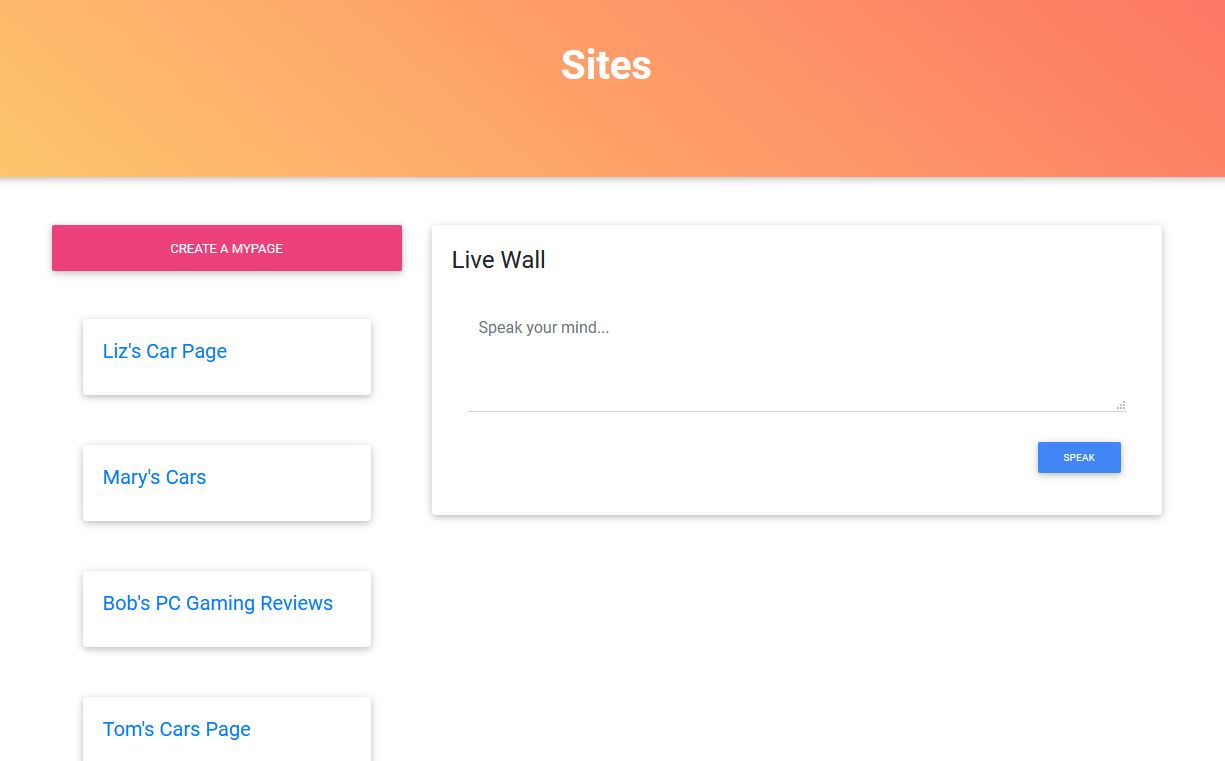 Sites
CREATE A MYPAGE
Liz's Car Page
Mary's Cars
Bob's PC Gaming Reviews
Tom's Cars Page
Live Wall
Speak your mind...
SPEAK